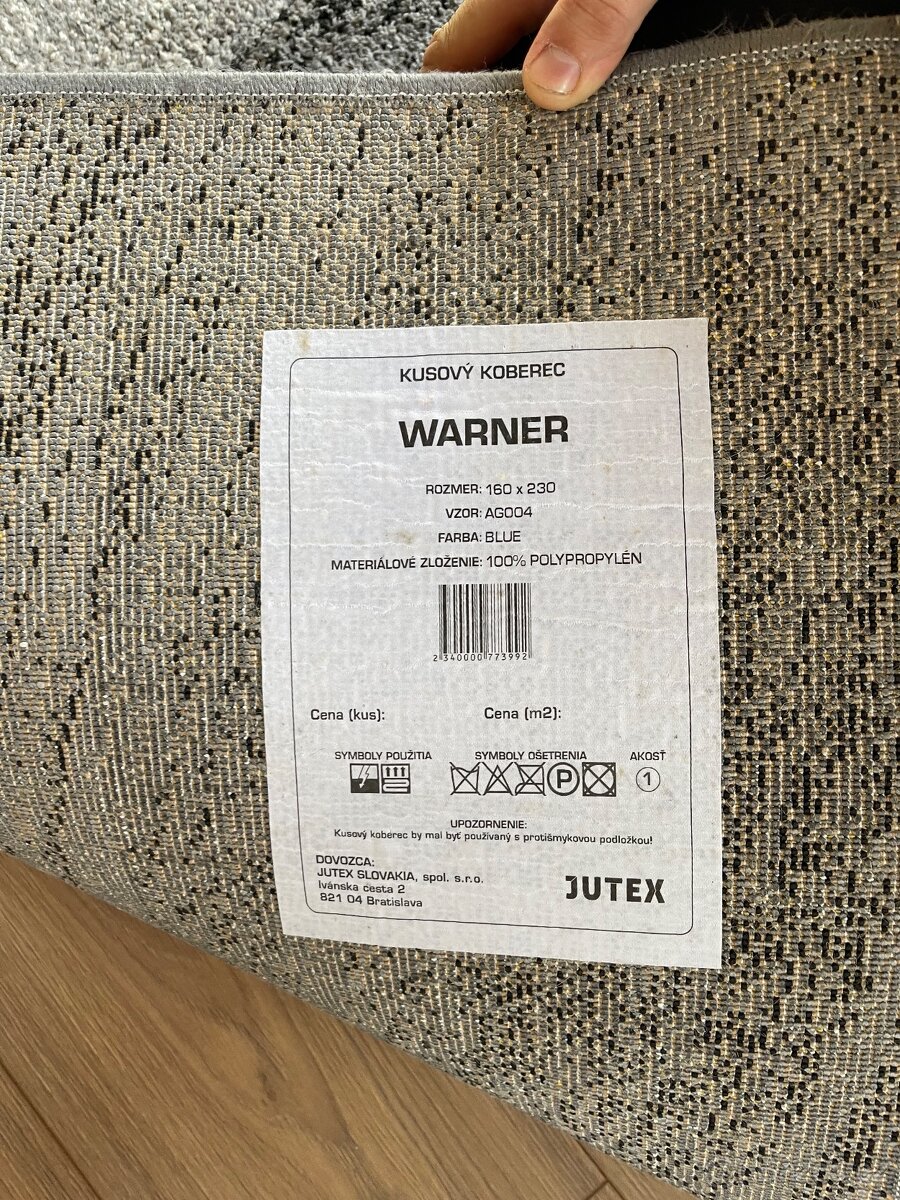 KUSOVÝ KOBEREC
WARNER
ROZMER: 160 x 230
VZOR: AG004
FARBA: BLUE
MATERIÁLOVÉ ZLOŽENIE: 100% POLYPROPYLÉN
2 340000 773992
Cena (kus): Cena (m2):
SYMBOLY POUŽITIA SYMBOLY OŠETRENIA AKOSŤ
P 1
UPOZORNENIE:
Kusový koberec by mal byť používaný s protišmykovou podložkou!
DOVOZCA:
JUTEX SLOVAKIA, spol. s.r.o.
Ivánska cesta 2
821 04 Bratislava
JUTEX